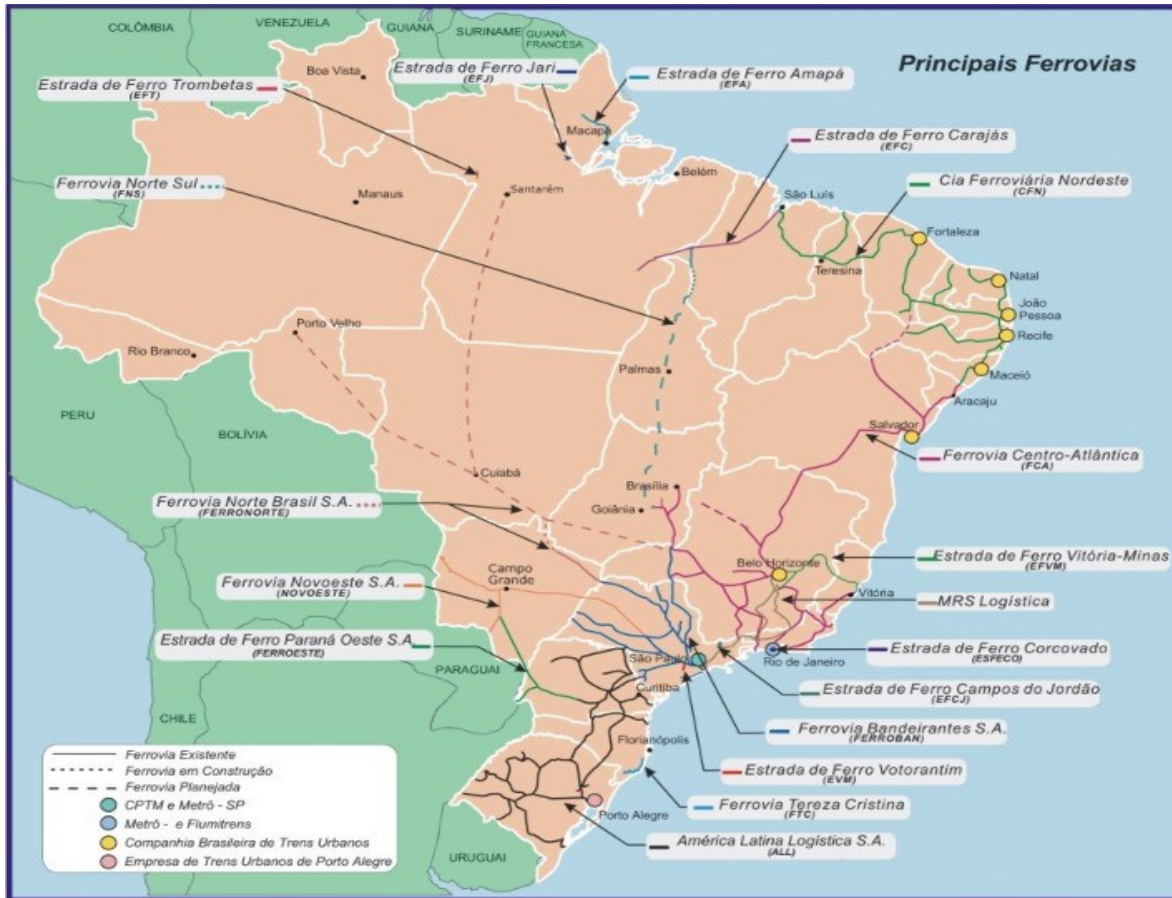 COLÔMBIA
VENEZUELA
GUIANA
SURINAME
GUIANA
FRANCESA
Principais Ferrovias
Boa Vista
Estrada de Ferro Jari
(EFJ)
Estrada de Ferro Amapá
(EFA)
Estrada de Ferro Trombetas
(EFT)
Macapá
Estrada de Ferro Carajás
(EFC)
Belém
Ferrovia Norte Sul
(FNS)
Manaus
Santarém
São Luís
Cia Ferroviária Nordeste
(CFN)
Fortaleza
Teresina
Natal
João
Pessoa
Recife
Porto Velho
Rio Branco
Palmas
Maceió
Aracaju
PERU
BOLÍVIA
Salvador
Ferrovia Centro-Atlântica
(FCA)
Cuiabá
Brasília
Goiânia
Ferrovia Norte Brasil S.A.
(FERRONORTE)
Estrada de Ferro Vitória-Minas
(EFVM)
Belo Horizonte
Campo
Grande
Ferrovia Novoeste S.A.
(NOVOESTE)
Vitória
MRS Logística
Estrada de Ferro Paraná Oeste S.A
(FERROESTE)
PARAGUAI
São Paulo
Rio de Janeiro
Estrada de Ferro Corcovado
(ESFECO)
Curitiba
Estrada de Ferro Campos do Jordão
(EFCJ)
CHILE
Ferrovia Bandeirantes S.A.
(FERROBAN)
Florianópolis
Estrada de Ferro Votorantim
(EVM)
Ferrovia Tereza Cristina
(FTC)
Porto Alegre
América Latina Logística S.A.
(ALL)
URUGUAI
Ferrovia Existente
Ferrovia em Construção
Ferrovia Planejada
CPTM e Metrô - SP
Metrô - e Flumitrens
Companhia Brasileira de Trens Urbanos
Empresa de Trens Urbanos de Porto Alegre